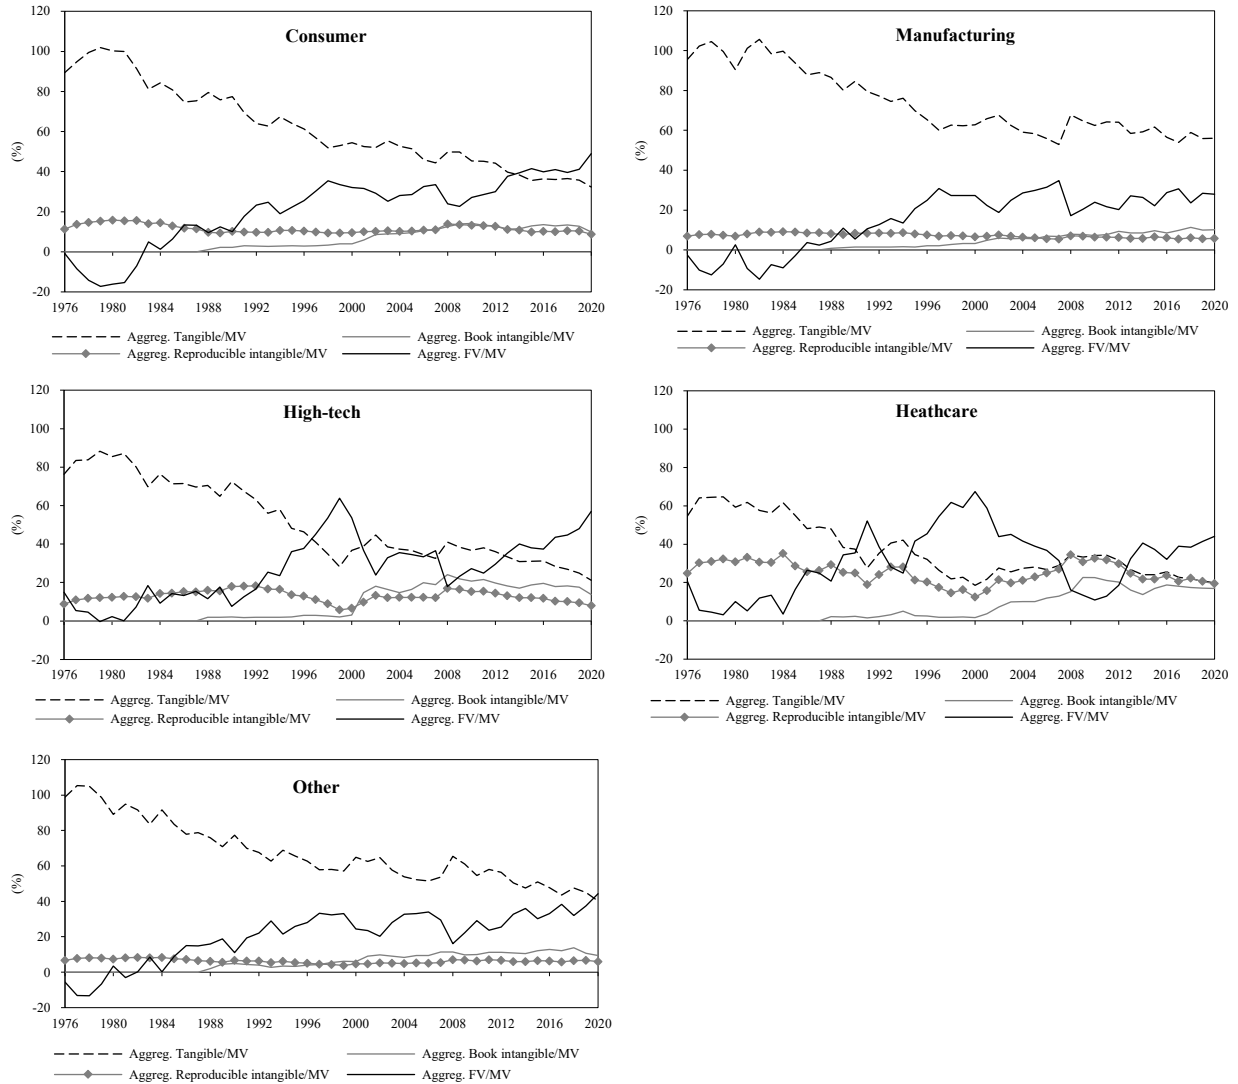 Consumer
120
100
80
60
40
20
0
-20
(%)
1976 1980 1984 1988 1992 1996 2000 2004 2008 2012 2016 2020
Aggreg. Tangible/MV Aggreg. Book intangible/MV
Aggreg. Reproducible intangible/MV Aggreg. FV/MV
Manufacturing
120
100
80
60
40
20
0
-20
(%)
1976 1980 1984 1988 1992 1996 2000 2004 2008 2012 2016 2020
Aggreg. Tangible/MV Aggreg. Book intangible/MV
Aggreg. Reproducible intangible/MV Aggreg. FV/MV
High-tech
120
100
80
60
40
20
0
-20
(%)
1976 1980 1984 1988 1992 1996 2000 2004 2008 2012 2016 2020
Aggreg. Tangible/MV Aggreg. Book intangible/MV
Aggreg. Reproducible intangible/MV Aggreg. FV/MV
Heathcare
120
100
80
60
40
20
0
-20
(%)
1976 1980 1984 1988 1992 1996 2000 2004 2008 2012 2016 2020
Aggreg. Tangible/MV Aggreg. Book intangible/MV
Aggreg. Reproducible intangible/MV Aggreg. FV/MV
Other
120
100
80
60
40
20
0
-20
(%)
1976 1980 1984 1988 1992 1996 2000 2004 2008 2012 2016 2020
Aggreg. Tangible/MV Aggreg. Book intangible/MV
Aggreg. Reproducible intangible/MV Aggreg. FV/MV